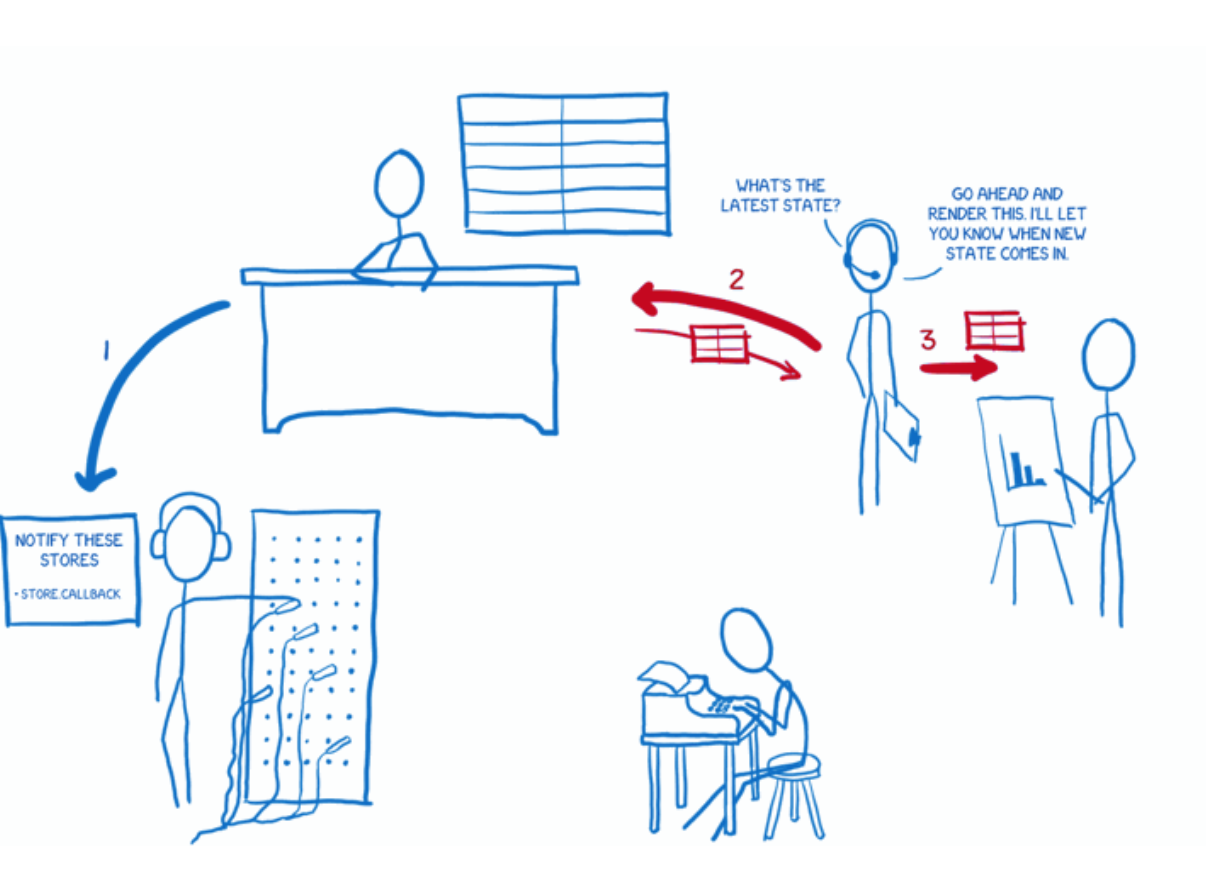 WHAT'S THE
LATEST STATE?
GO AHEAD AND
RENDER THIS. I'LL LET
YOU KNOW WHEN NEW
STATE COMES IN.
2
3
1
NOTIFY THESE
STORES
• STORE.CALLBACK